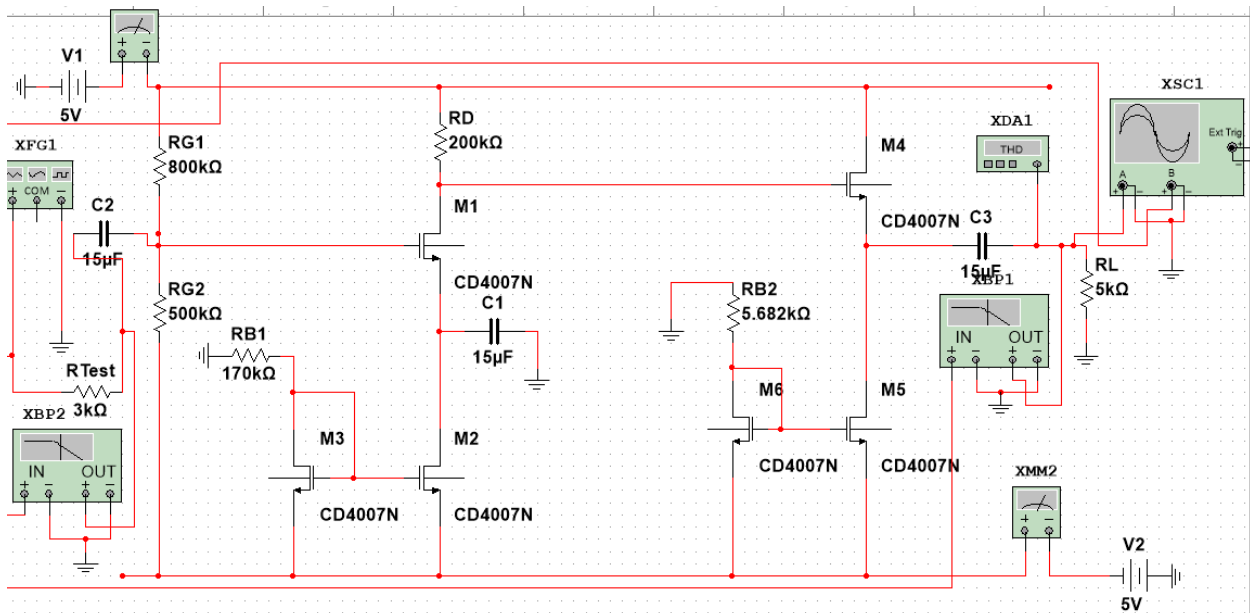 V1
5V
XFG1
COM
+
−
RG1
800kΩ
C2
15µF
RG2
500kΩ
RTest
3kΩ
XBP2
IN
OUT
RB1
170kΩ
M3
CD4007N
RD
200kΩ
M1
CD4007N
C1
15µF
M2
CD4007N
RB2
5.682kΩ
M6
CD4007N
M4
CD4007N
C3
15µF
M5
CD4007N
XDA1
THD
XBP1
IN
OUT
RL
5kΩ
XSC1
Ext Trig
A
B
XMM2
V2
5V